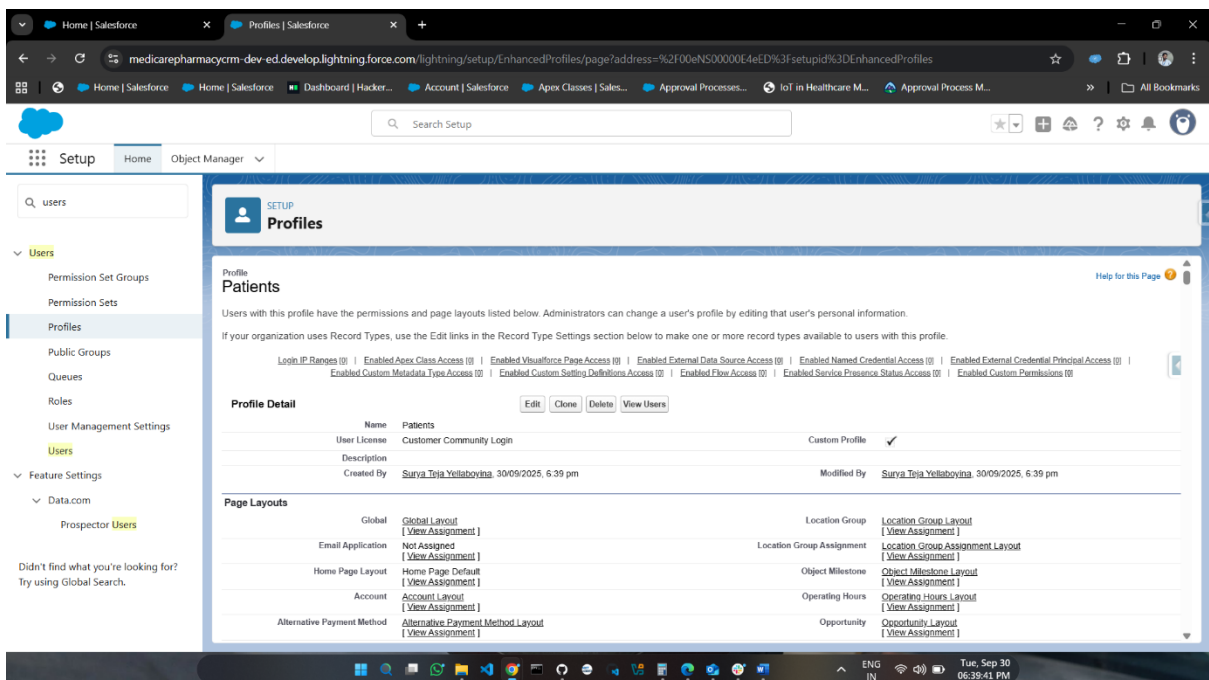 Home | Salesforce
Profiles | Salesforce
medicarepharmacycrm-dev-ed.develop.lightning.force.com/lightning/setup/EnhancedProfiles/page?address=%2F00eNS00000E4eED%3Fsetupid%3DEnhancedProfiles
Home | Salesforce Home | Salesforce Dashboard | Hacker... Account | Salesforce Apex Classes | Sales... Approval Processes... IoT in Healthcare M... Approval Process M... » All Bookmarks
Search Setup
Setup Home Object Manager
users
Users
Permission Set Groups
Permission Sets
Profiles
Public Groups
Queues
Roles
User Management Settings
Users
Feature Settings
Data.com
Prospector Users
Didn't find what you're looking for?
Try using Global Search.
SETUP
Profiles
Profile
Patients
Help for this Page
Users with this profile have the permissions and page layouts listed below. Administrators can change a user's profile by editing that user's personal information.
If your organization uses Record Types, use the Edit links in the Record Type Settings section below to make one or more record types available to users with this profile.
Login IP Ranges [0] | Enabled Apex Class Access [0] | Enabled Visualforce Page Access [0] | Enabled External Data Source Access [0] | Enabled Named Credential Access [0] | Enabled External Credential Principal Access [0] |
Enabled Custom Metadata Type Access [0] | Enabled Custom Setting Definitions Access [0] | Enabled Flow Access [0] | Enabled Service Presence Status Access [0] | Enabled Custom Permissions [0]
Profile Detail Edit Clone Delete View Users
Name Patients
User License Customer Community Login Custom Profile ✓
Description
Created By Surya Teja Yellaboyina, 30/09/2025, 6:39 pm Modified By Surya Teja Yellaboyina, 30/09/2025, 6:39 pm
Page Layouts
Global Global Layout Location Group Location Group Layout
[ View Assignment ] [ View Assignment ]
Email Application Not Assigned Location Group Assignment Location Group Assignment Layout
[ View Assignment ] [ View Assignment ]
Home Page Layout Home Page Default Object Milestone Object Milestone Layout
[ View Assignment ] [ View Assignment ]
Account Account Layout Operating Hours Operating Hours Layout
[ View Assignment ] [ View Assignment ]
Alternative Payment Method Alternative Payment Method Layout Opportunity Opportunity Layout
[ View Assignment ] [ View Assignment ]
ENG Tue, Sep 30
IN 06:39:41 PM